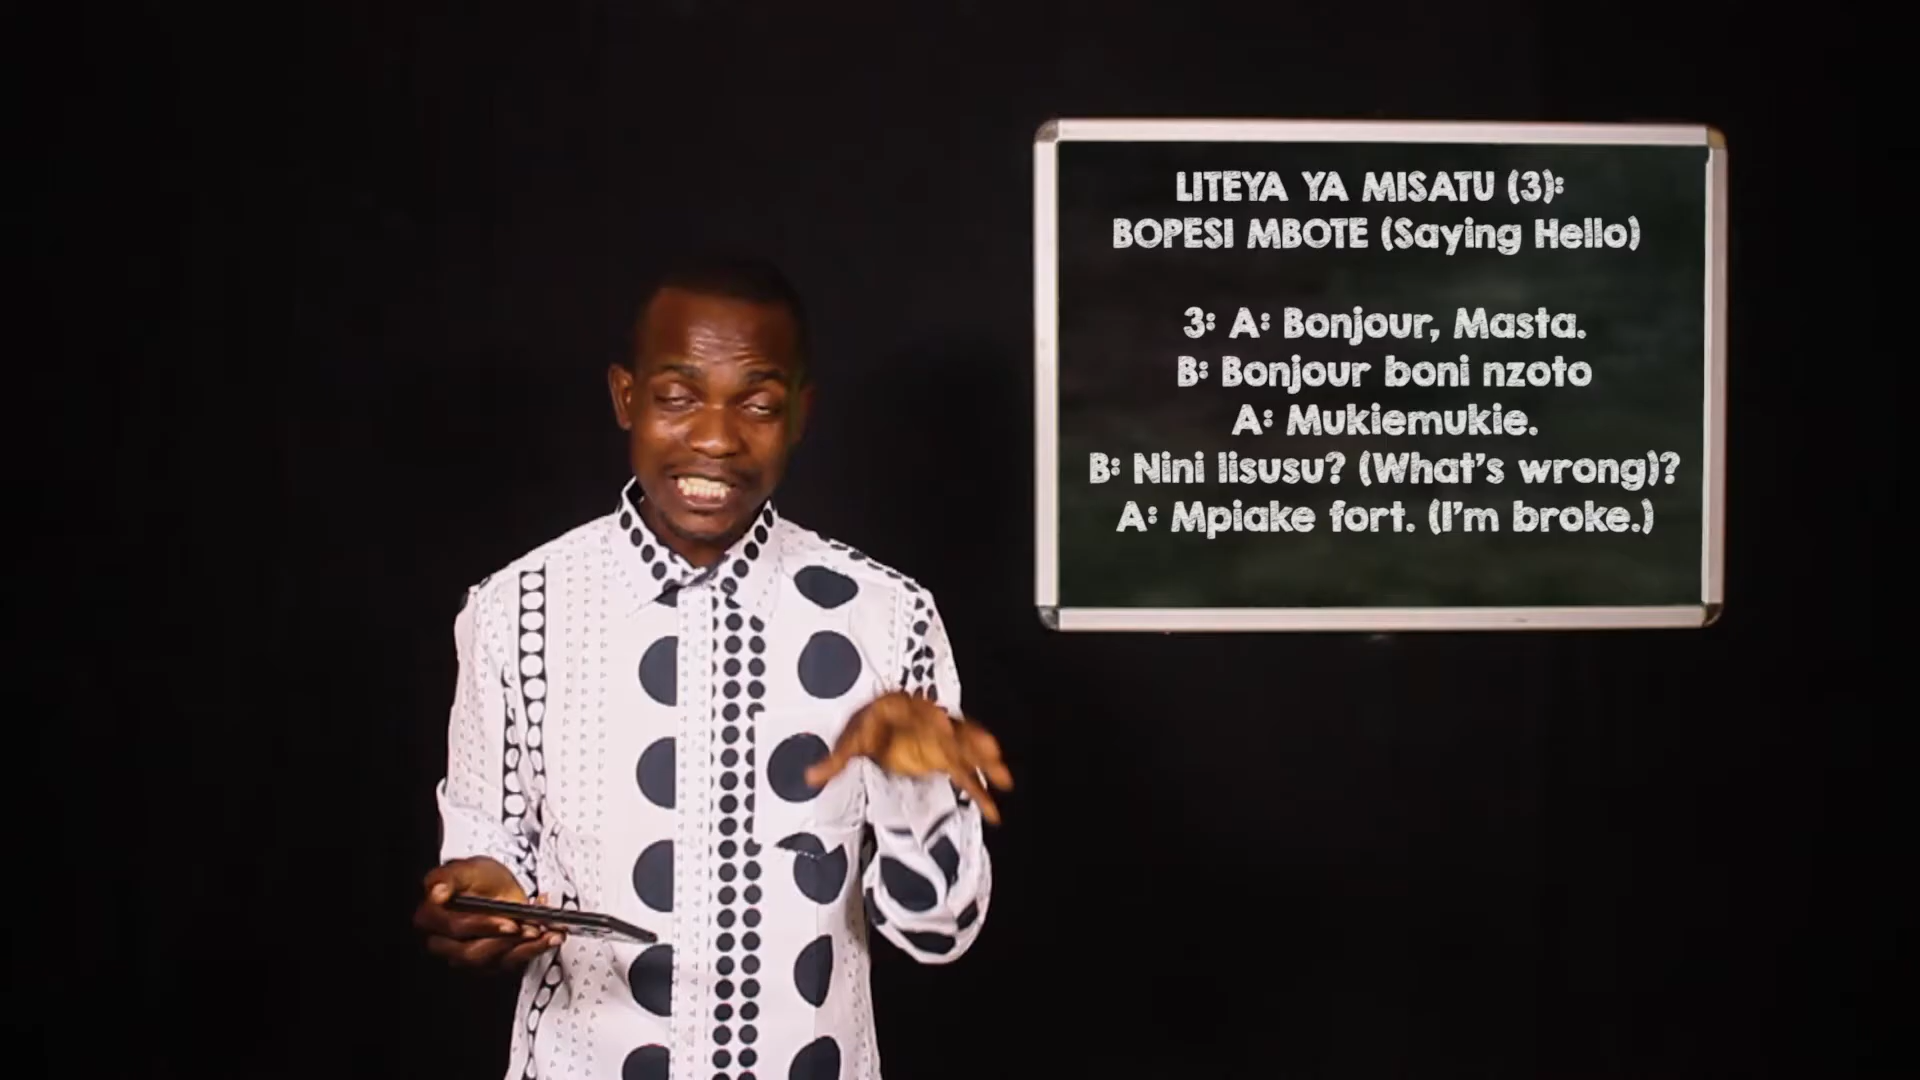 LITEYA YA MISATU (3):
BOPESI MBOTE (Saying Hello)
3: A: Bonjour, Masta.
B: Bonjour boni nzoto
A: Mukiemukie.
B: Nini lisusu? (What's wrong)?
A: Mpiake fort. (I'm broke.)